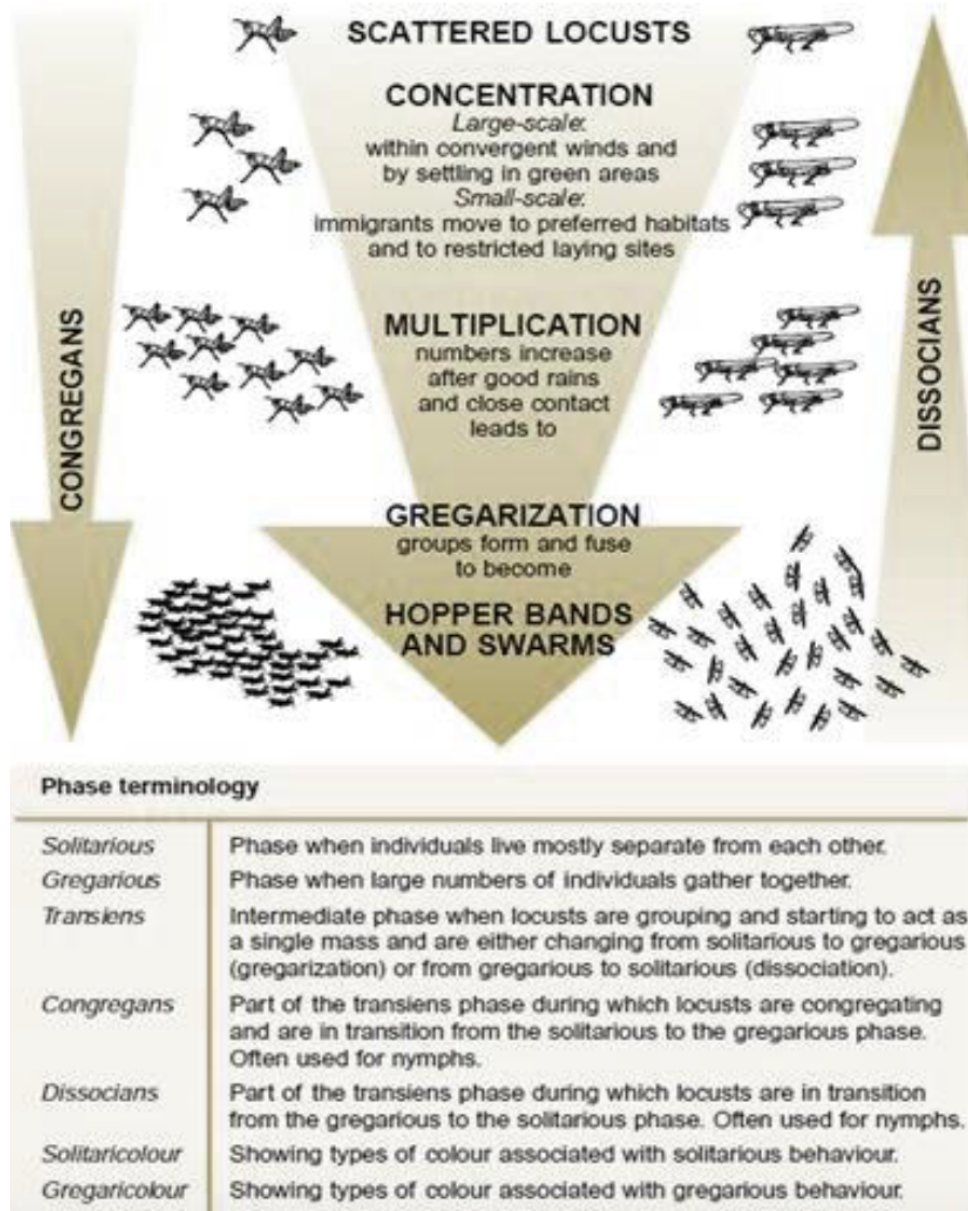 SCATTERED LOCUSTS
CONCENTRATION
Large-scale:
within convergent winds and
by settling in green areas
Small-scale:
immigrants move to preferred habitats
and to restricted laying sites
CONGREGANS
DISSOCIANS
MULTIPLICATION
numbers increase
after good rains
and close contact
leads to
GREGARIZATION
groups form and fuse
to become
HOPPER BANDS
AND SWARMS
Phase terminology
Solitarious Phase when individuals live mostly separate from each other.
Gregarious Phase when large numbers of individuals gather together.
Transiens Intermediate phase when locusts are grouping and starting to act as
a single mass and are either changing from solitarious to gregarious
(gregarization) or from gregarious to solitarious (dissociation).
Congregans Part of the transiens phase during which locusts are congregating
and are in transition from the solitarious to the gregarious phase.
Often used for nymphs.
Dissocians Part of the transiens phase during which locusts are in transition
from the gregarious to the solitarious phase. Often used for nymphs.
Solitaricolour Showing types of colour associated with solitarious behaviour.
Gregaricolour Showing types of colour associated with gregarious behaviour.